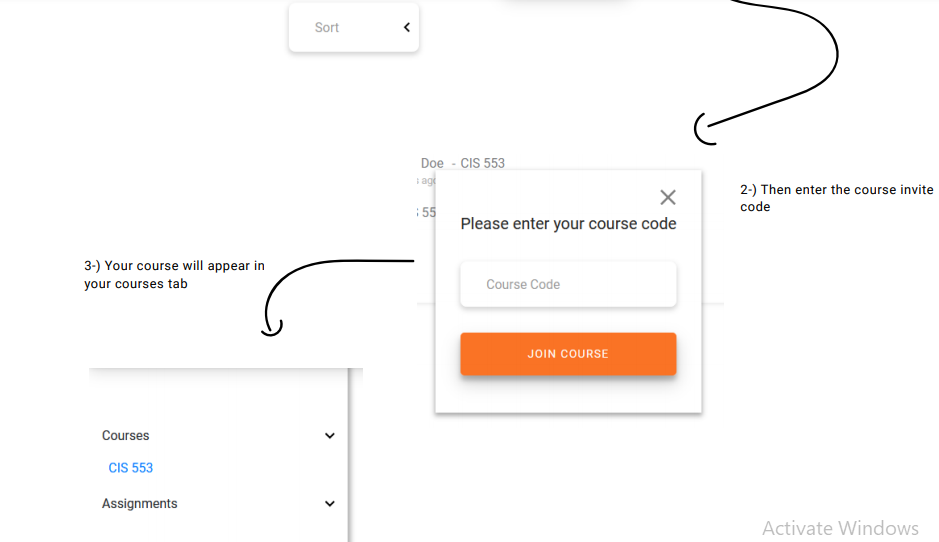 Sort
Doe - CIS 553
ago
55
2-) Then enter the course invite
code
Please enter your course code
3-) Your course will appear in
your courses tab
Course Code
JOIN COURSE
Courses
CIS 553
Assignments
Activate Windows